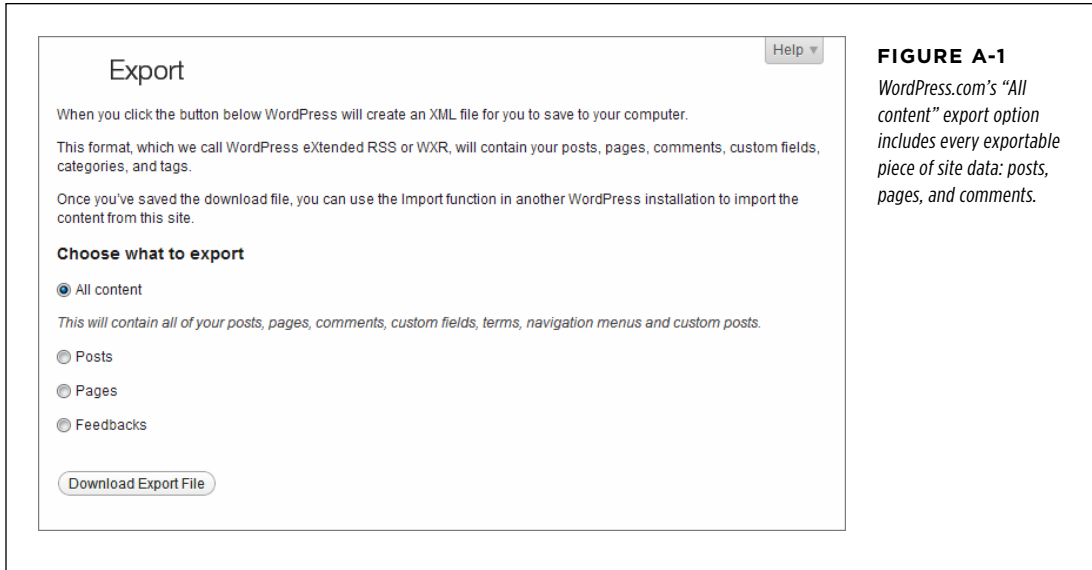 Help
Export
When you click the button below WordPress will create an XML file for you to save to your computer.
This format, which we call WordPress eXtended RSS or WXR, will contain your posts, pages, comments, custom fields,
categories, and tags.
Once you've saved the download file, you can use the Import function in another WordPress installation to import the
content from this site.
Choose what to export
All content
This will contain all of your posts, pages, comments, custom fields, terms, navigation menus and custom posts.
Posts
Pages
Feedbacks
Download Export File
FIGURE A-1
WordPress.com's “All
content” export option
includes every exportable
piece of site data: posts,
pages, and comments.